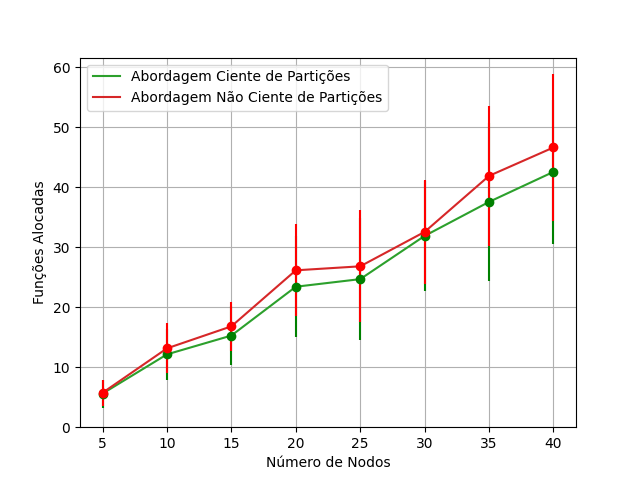 Abordagem Ciente de Partições
Abordagem Não Ciente de Partições
60
50
40
30
20
10
0
Funções Alocadas
5 10 15 20 25 30 35 40
Número de Nodos